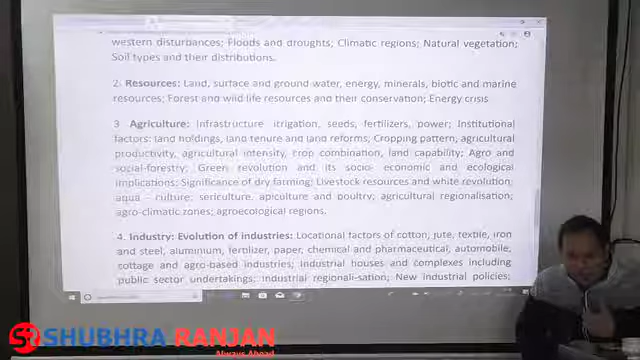 western disturbances; Floods and droughts; Climatic regions; Natural vegetation;
Soil types and their distributions.
2. Resources: Land, surface and ground water, energy, minerals, biotic and marine
resources; Forest and wild life resources and their conservation; Energy crisis
3 Agriculture: Infrastructure irrigation, seeds, fertilizers, power; Institutional
factors: land holdings, land tenure and land reforms; Cropping pattern, agricultural
productivity, agricultural intensity, crop combination, land capability; Agro and
social-forestry; Green revolution and its socio- economic and ecological
implications; Significance of dry farming; Livestock resources and white revolution;
aqua - culture; sericulture, apiculture and poultry; agricultural regionalisation;
agro-climatic zones; agroecological regions.
4. Industry: Evolution of industries: Locational factors of cotton, jute, textile, iron
and steel, aluminium, fertilizer, paper, chemical and pharmaceutical, automobile,
cottage and agro-based industries; Industrial houses and complexes including
public sector undertakings; Industrial regionali-sation; New industrial policies;
SHUBHRA RANJAN
Always Ahead